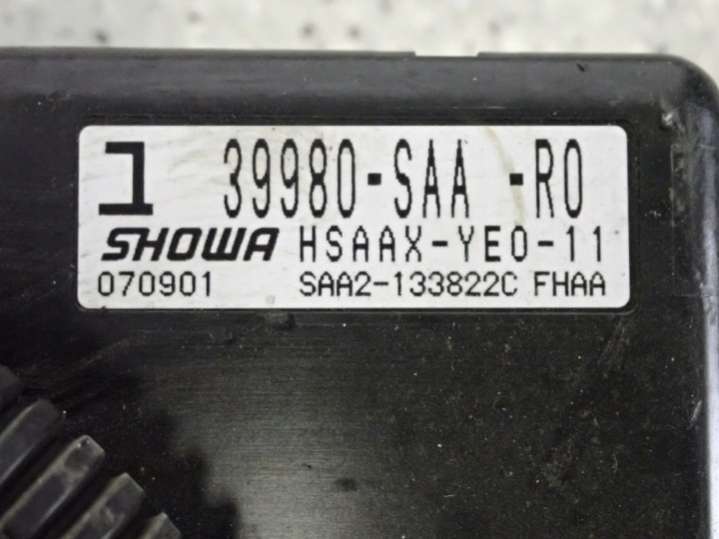 1 39980-SAA -R0
SHOWA HSAAX-YE0-11
070901 SAA2-133822C FHAA